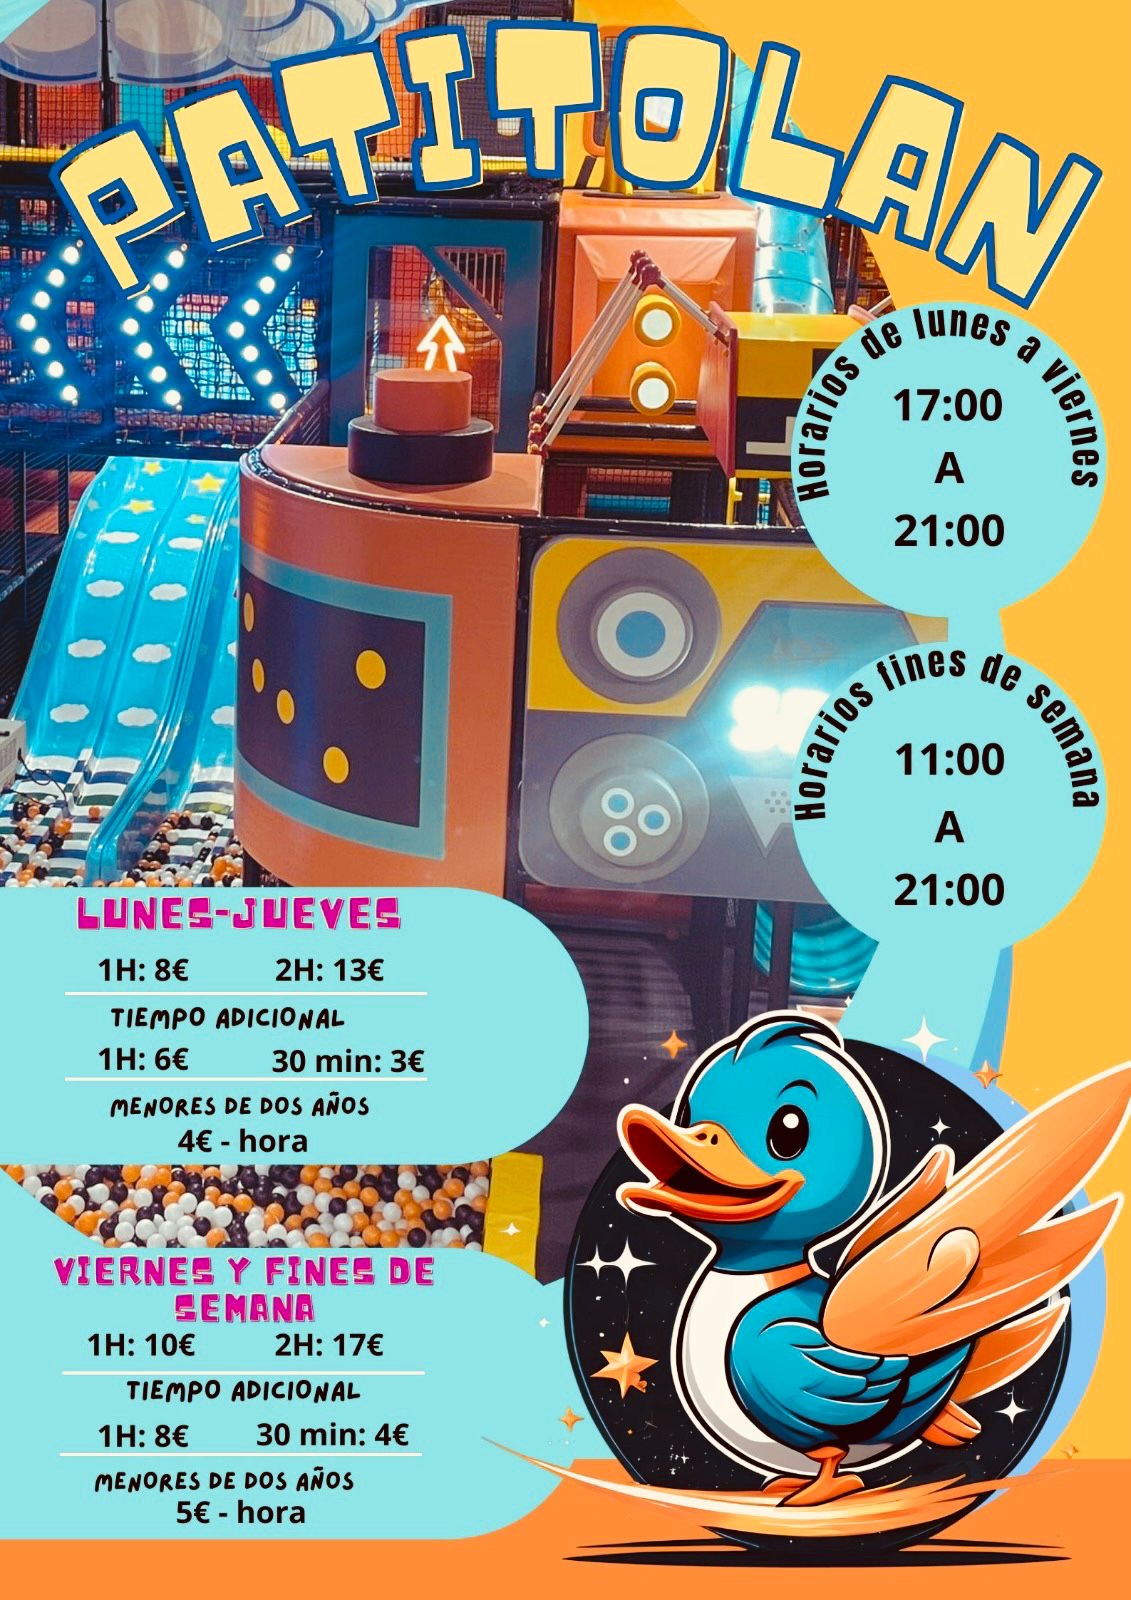 PATITOLAN
Horarios de lunes a viernes
17:00
A
21:00
Horarios fines de semana
11:00
A
21:00
LUNES-JUEVES
1H: 8€ 2H: 13€
TIEMPO ADICIONAL
1H: 6€ 30 min: 3€
MENORES DE DOS AÑOS
4€ - hora
VIERNES Y FINES DE
SEMANA
1H: 10€ 2H: 17€
TIEMPO ADICIONAL
1H: 8€ 30 min: 4€
MENORES DE DOS AÑOS
5€ - hora